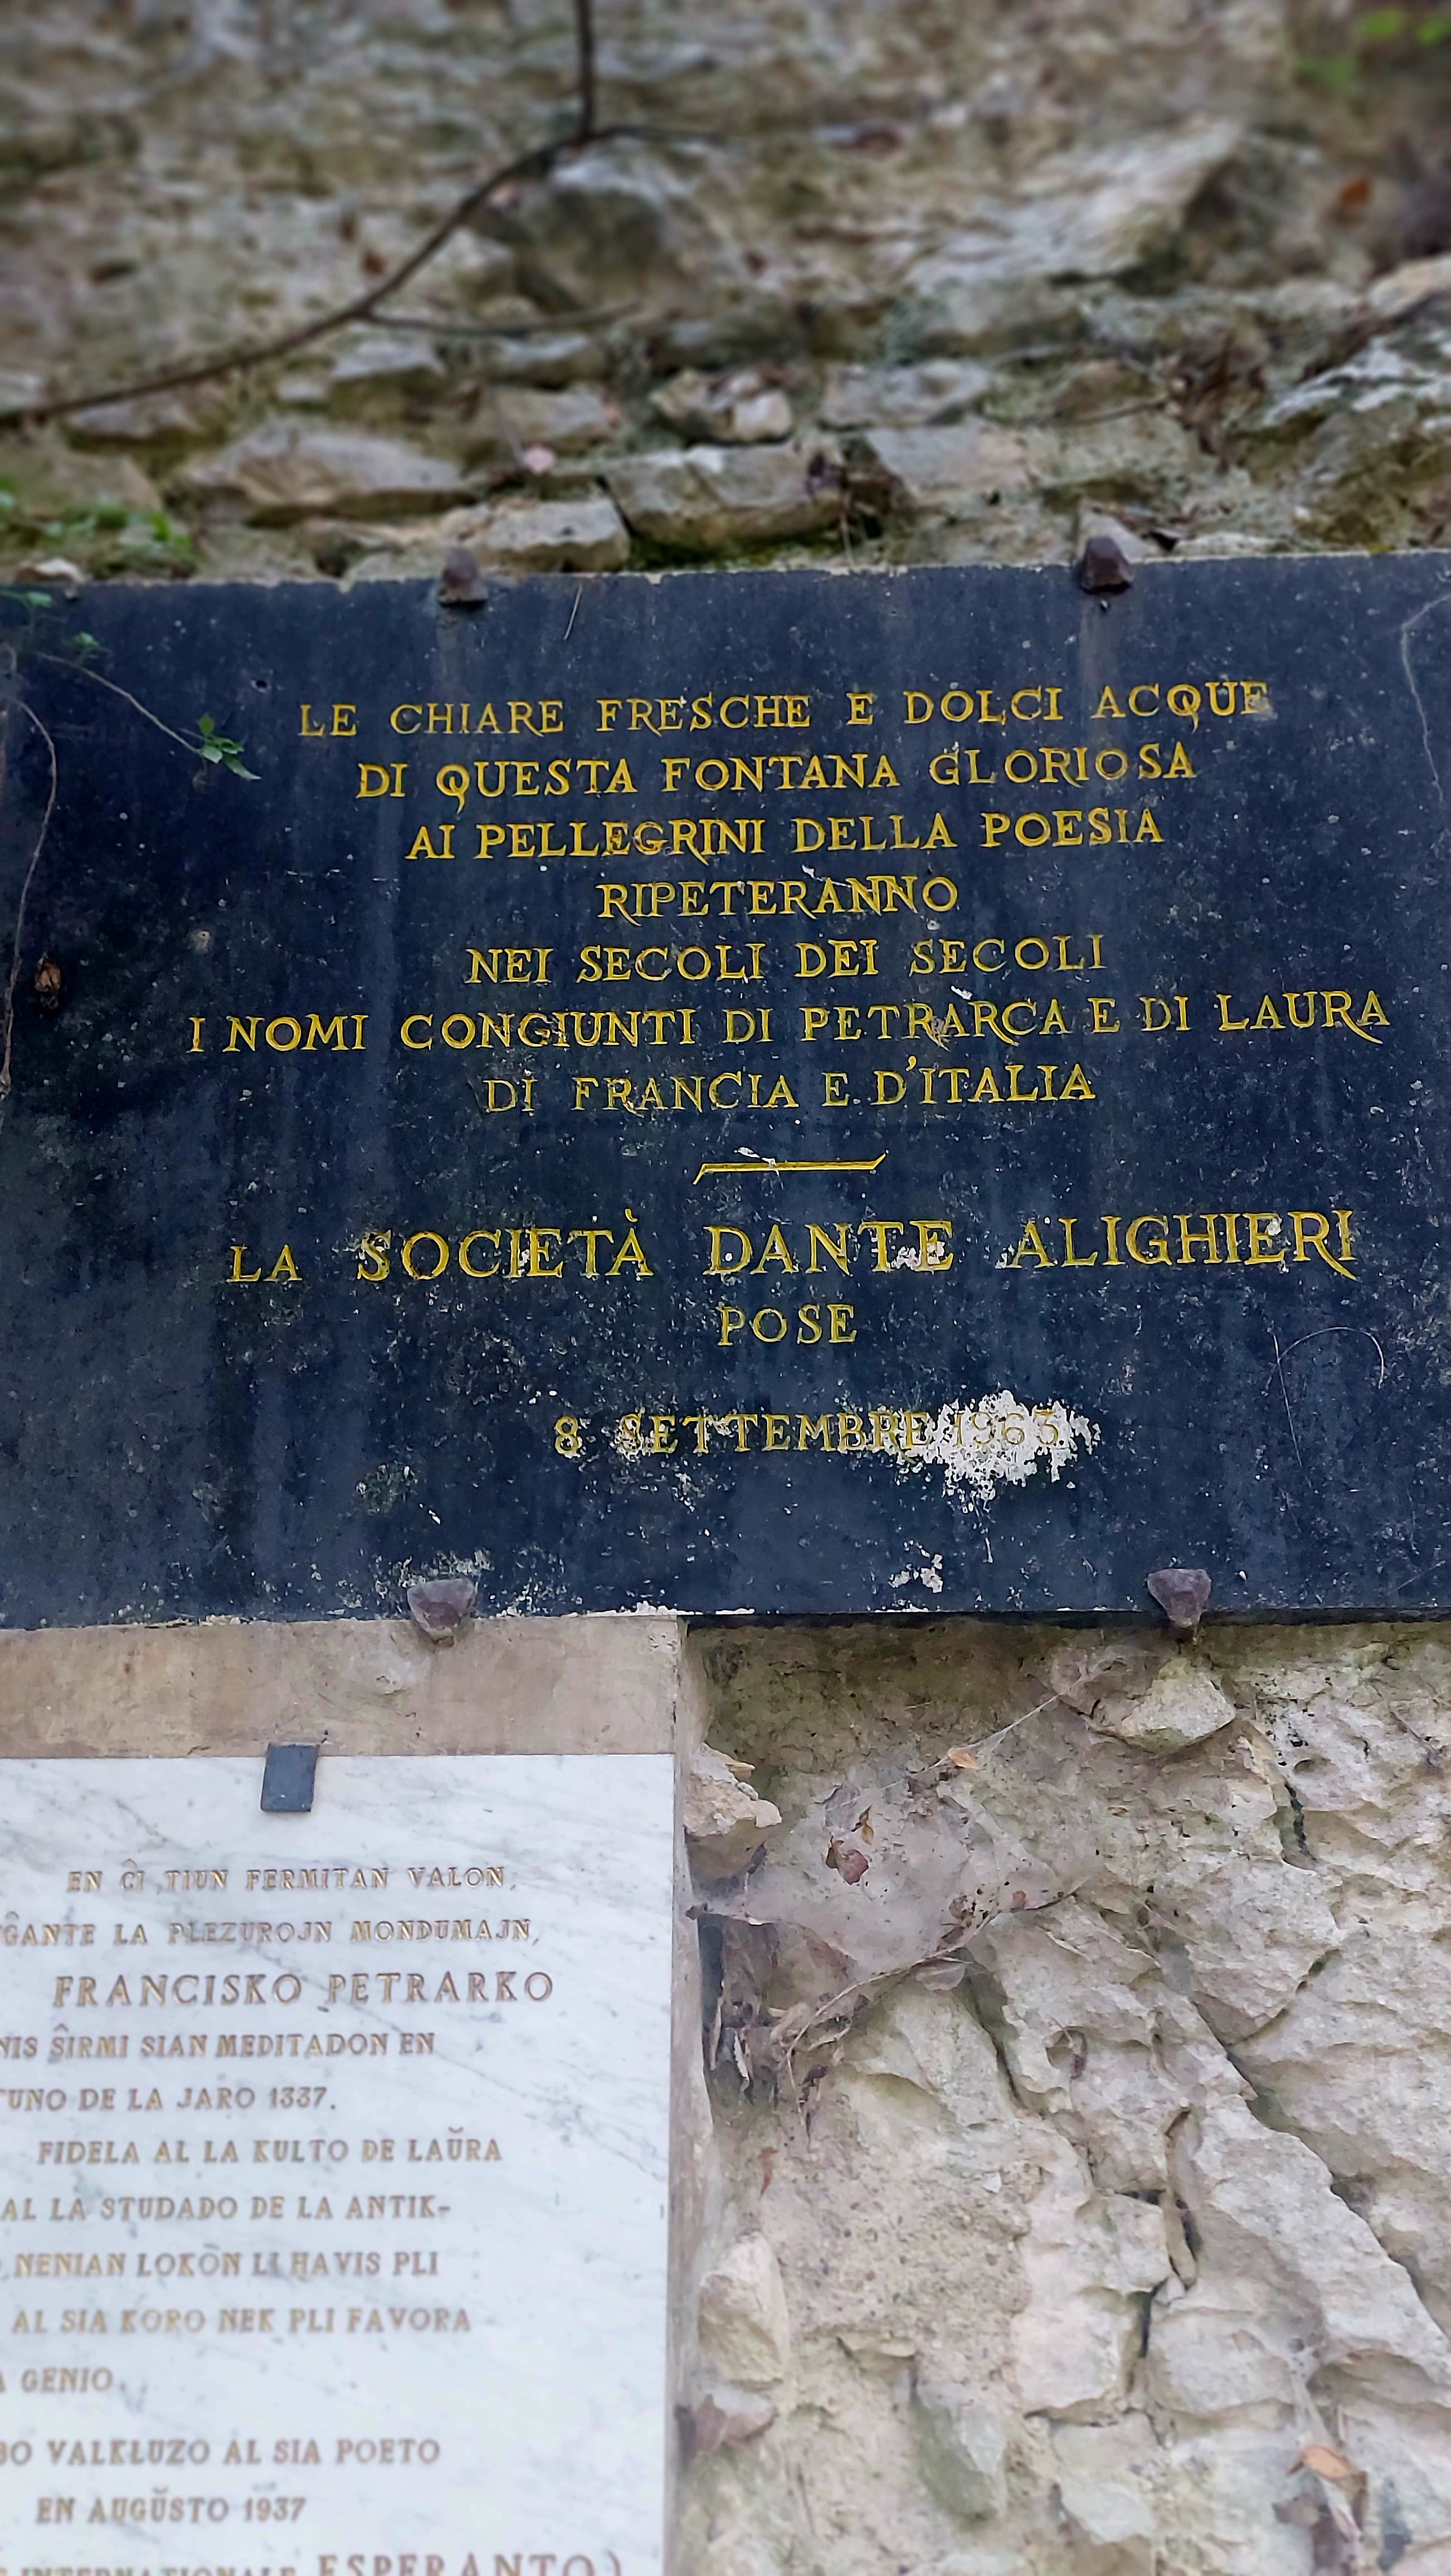 LE CHIARE FRESCHE E DOLCI ACQUE
DI QUESTA FONTANA GLORIOSA
AI PELLEGRINI DELLA POESIA
RIPETERANNO
NEI SECOLI DEI SECOLI
I NOMI CONGIUNTI DI PETRARCA E DI LAURA
DI FRANCIA E D'ITALIA
LA SOCIETÀ DANTE ALIGHIERI
POSE
8 SETTEMBRE 1963
EN ĈI TIUN FERMITAN VALON,
LA PLEZUROJN MONDUMAJN,
FRANCISKO PETRARKO
ŜIRMI SIAN MEDITADON EN
DE LA JARO 1337.
FIDELA AL LA KULTO DE LAŬRA
AL LA STUDADO DE LA ANTIK-
NENIAN LOKON LI HAVIS PLI
AL SIA KORO NEK PLI FAVORA
GENIO.
VALKLUZO AL SIA POETO
EN AUGŬSTO 1937
ESPERANTO)